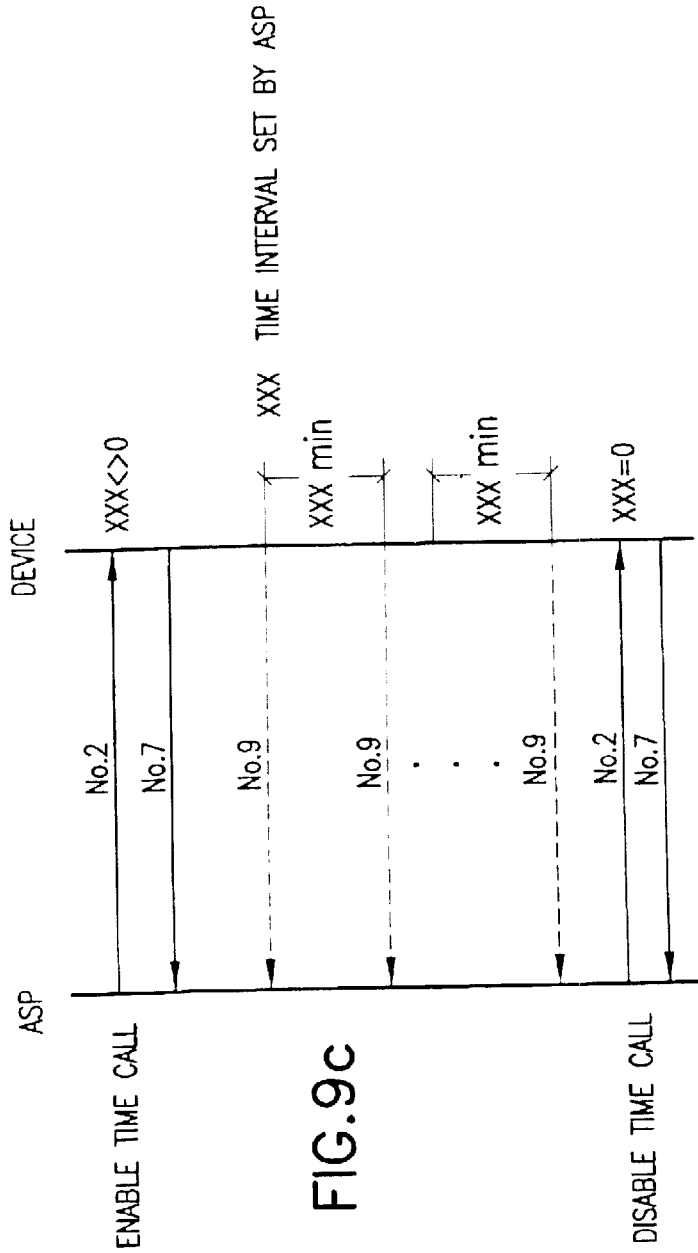 ASP
DEVICE
ENABLE TIME CALL
No.2
XXX<>0
No.7
No.9
XXX TIME INTERVAL SET BY ASP
XXX min
No.9
. . .
XXX min
No.9
DISABLE TIME CALL
No.2
XXX=0
No.7
FIG.9c